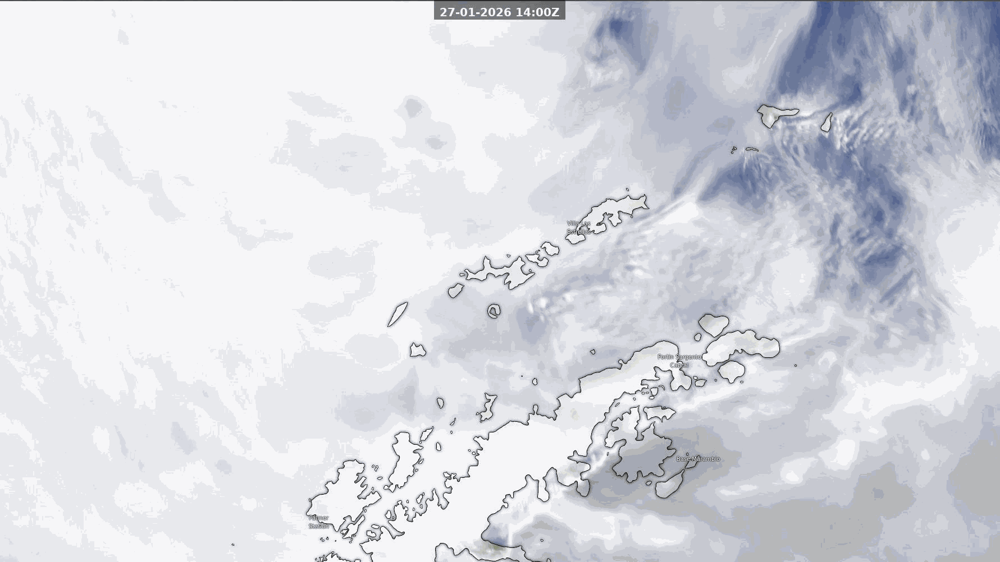 27-01-2026 14:00Z
Villa Las
Estrellas
Fortín Sargento
Cabral
Base Marambio
Palmer
Station